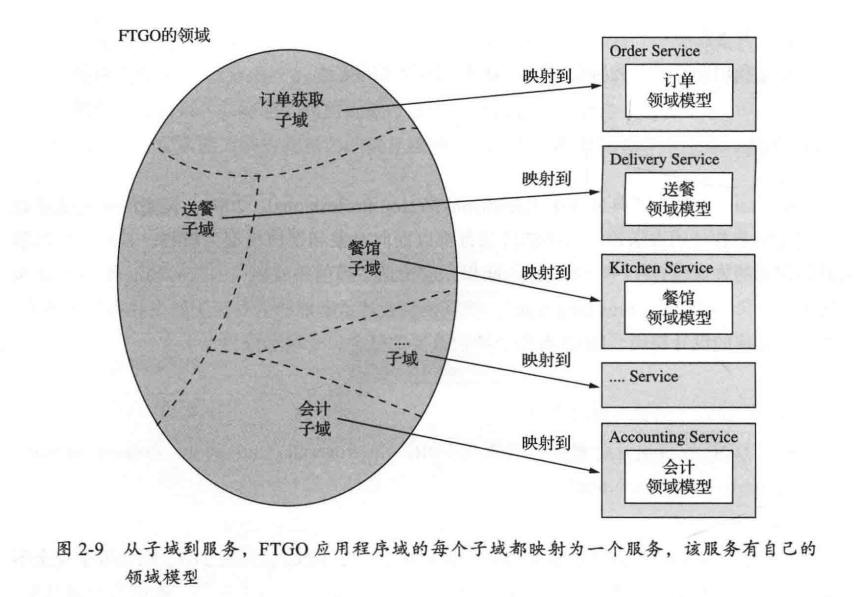 FTGO的领域
订单获取
子域
送餐
子域
餐馆
子域
....
子域
会计
子域
映射到
映射到
映射到
映射到
映射到
Order Service
订单
领域模型
Delivery Service
送餐
领域模型
Kitchen Service
餐馆
领域模型
.... Service
Accounting Service
会计
领域模型
图 2-9 从子域到服务，FTGO 应用程序域的每个子域都映射为一个服务，该服务有自己的
领域模型